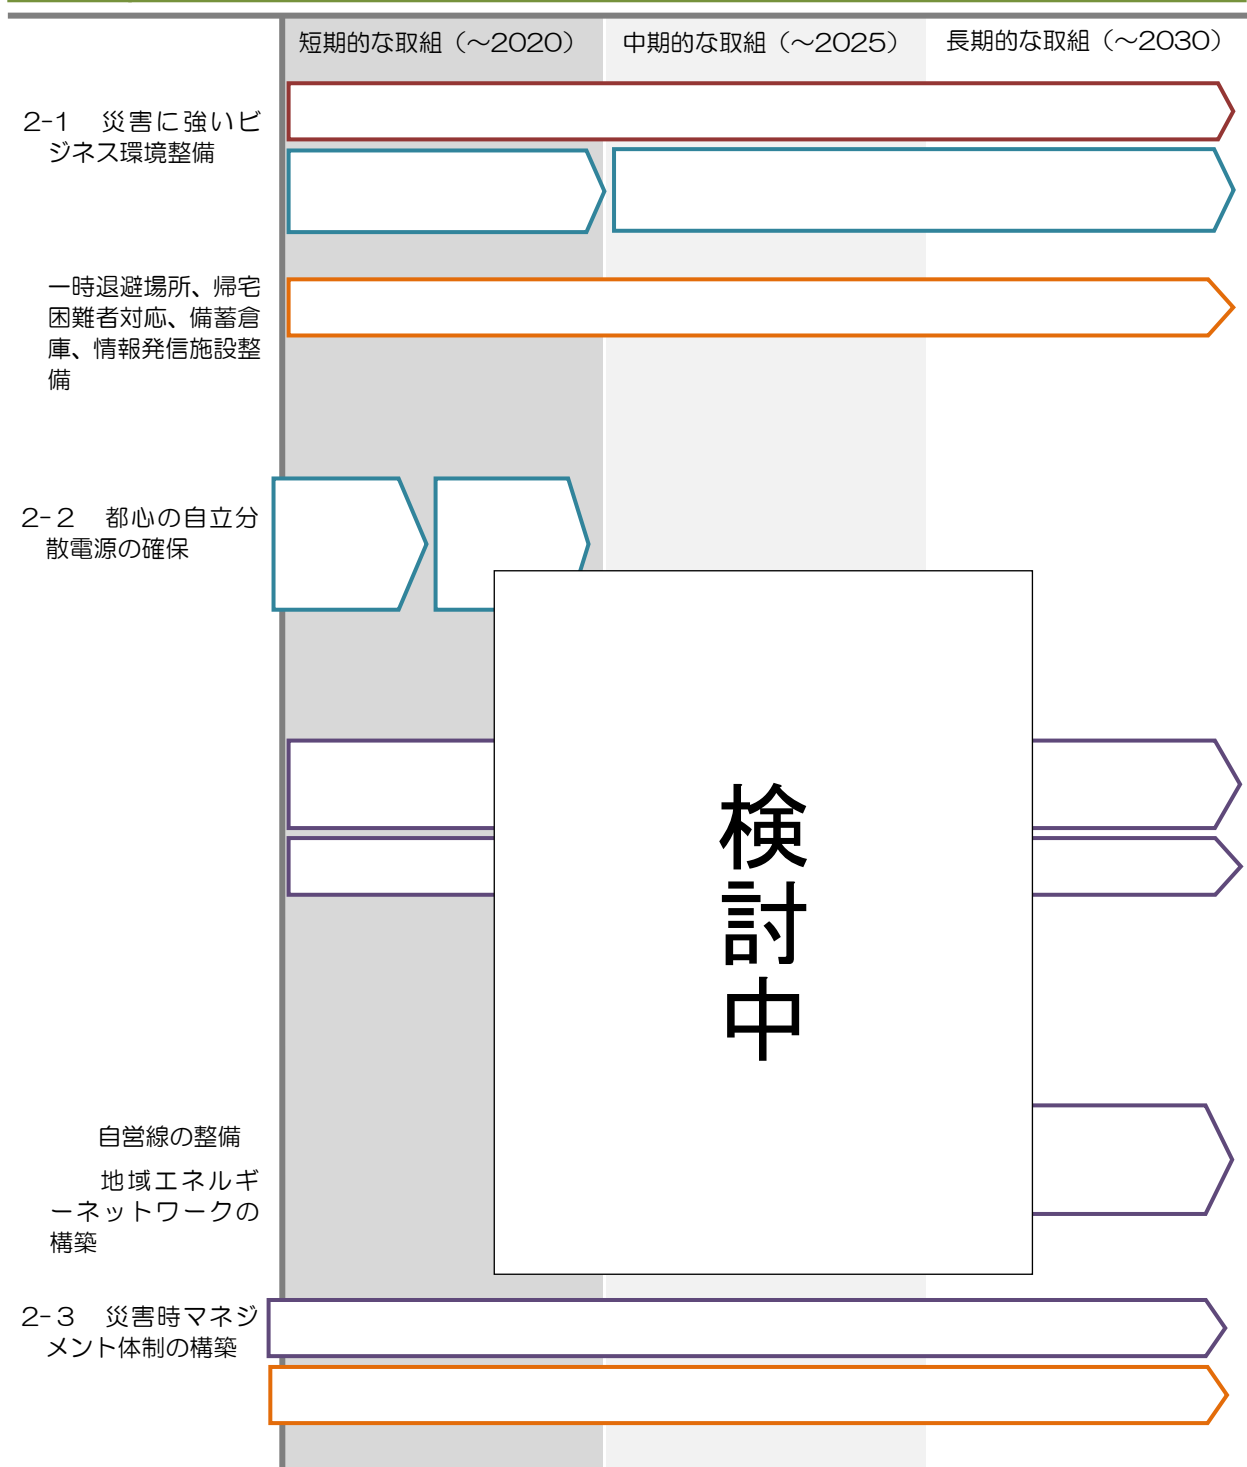 短期的な取組（～2020）
中期的な取組（～2025）
長期的な取組（～2030）
2-1　災害に強いビ
ジネス環境整備
一時退避場所、帰宅
困難者対応、備蓄倉
庫、情報発信施設整
備
2-２　都心の自立分
散電源の確保
検
討
中
自営線の整備
地域エネルギ
ーネットワークの
構築
2-３　災害時マネジ
メント体制の構築